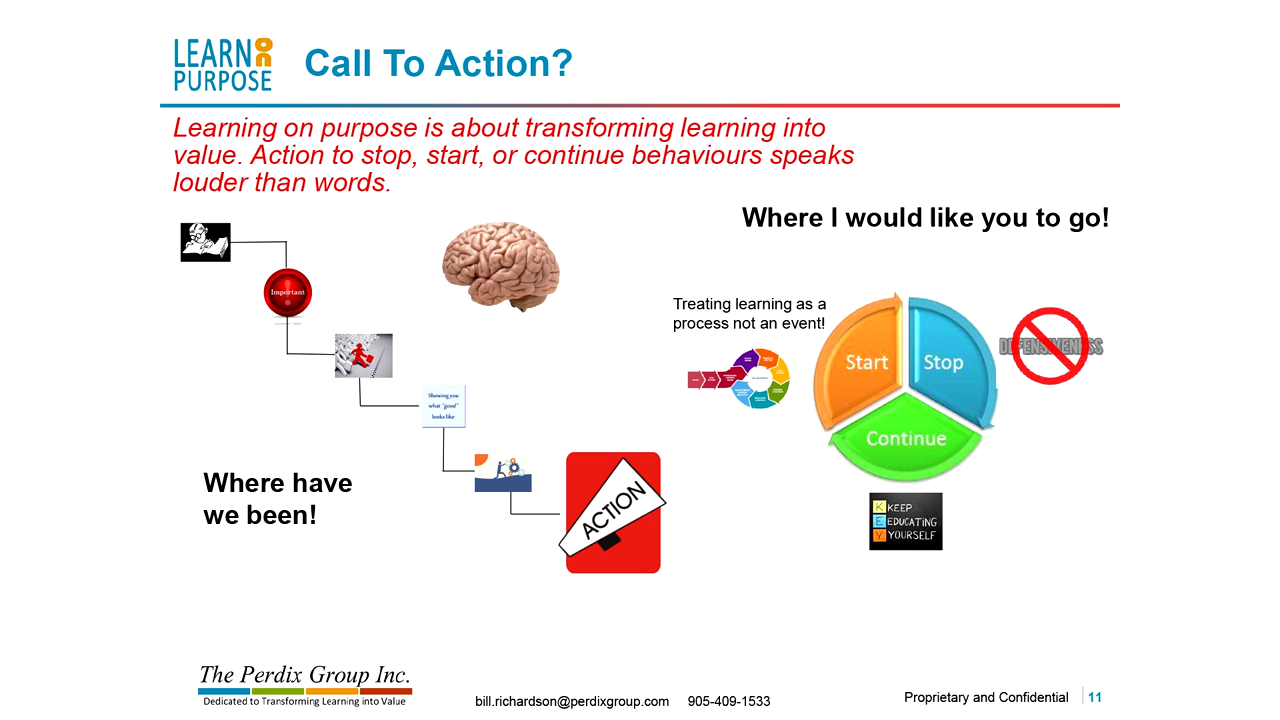 LEARN ON
PURPOSE
Call To Action?
Learning on purpose is about transforming learning into
value. Action to stop, start, or continue behaviours speaks
louder than words.
Where I would like you to go!
Important
Treating learning as a
process not an event!
DEFENSIVENESS
Start
Stop
Continue
Showing you
what "good"
looks like
Where have
we been!
ACTION
K KEEP
E EDUCATING
Y YOURSELF
The Perdix Group Inc.
Dedicated to Transforming Learning into Value
bill.richardson@perdixgroup.com 905-409-1533
Proprietary and Confidential 11